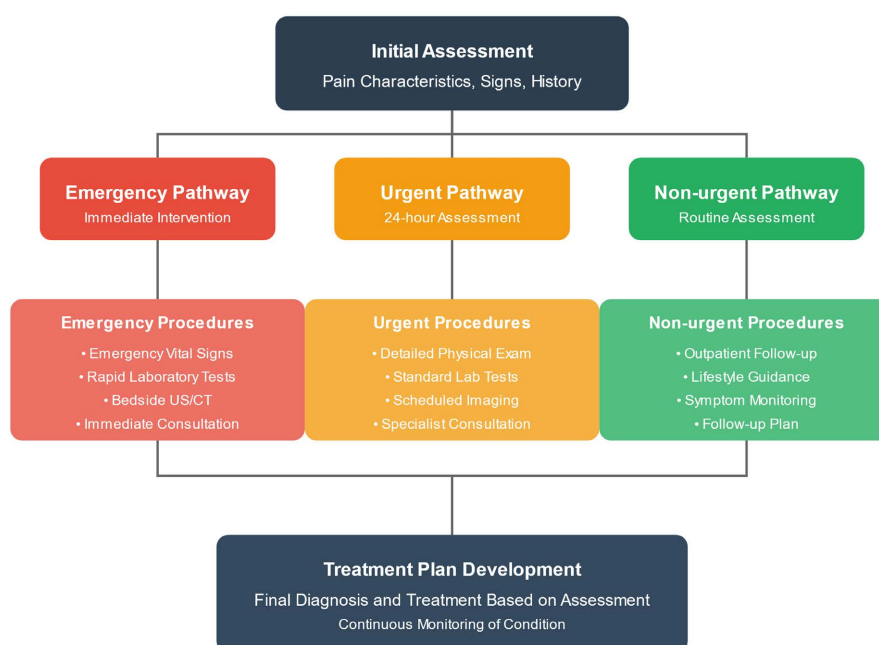 Initial Assessment
Pain Characteristics, Signs, History
Emergency Pathway
Immediate Intervention
Urgent Pathway
24-hour Assessment
Non-urgent Pathway
Routine Assessment
Emergency Procedures
• Emergency Vital Signs
• Rapid Laboratory Tests
• Bedside US/CT
• Immediate Consultation
Urgent Procedures
• Detailed Physical Exam
• Standard Lab Tests
• Scheduled Imaging
• Specialist Consultation
Non-urgent Procedures
• Outpatient Follow-up
• Lifestyle Guidance
• Symptom Monitoring
• Follow-up Plan
Treatment Plan Development
Final Diagnosis and Treatment Based on Assessment
Continuous Monitoring of Condition